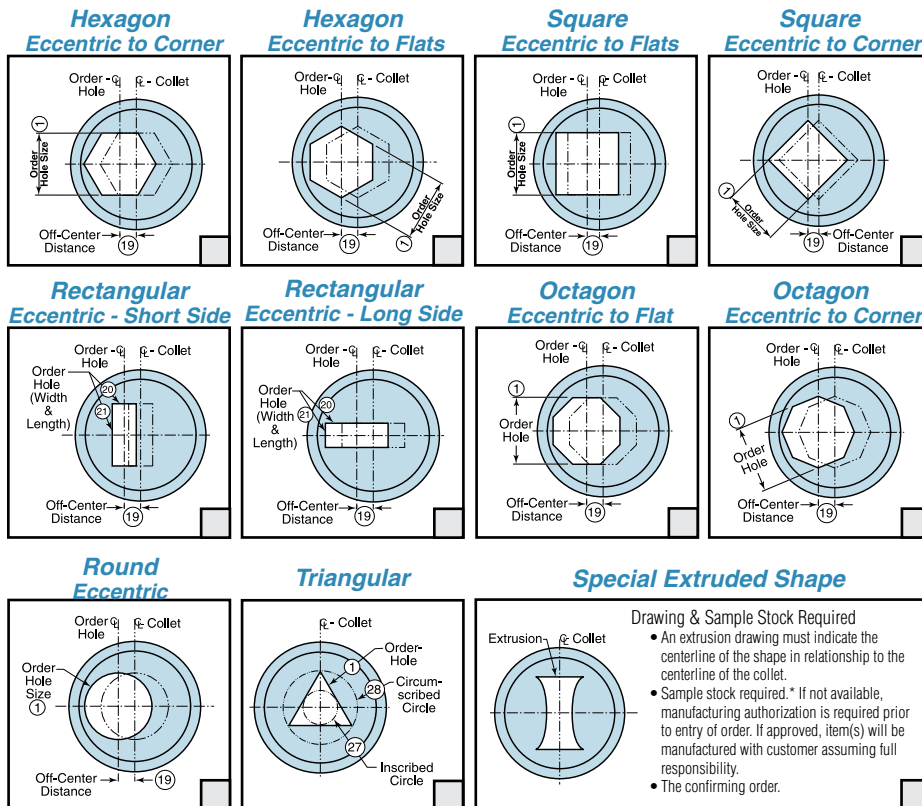 Hexagon
Eccentric to Corner
Order - ℄
Hole
℄ - Collet
1
Order
Hole Size
Off-Center
Distance
19
Hexagon
Eccentric to Flats
Order - ℄
Hole
℄ - Collet
Order
Hole Size
1
Off-Center
Distance
19
Square
Eccentric to Flats
Order - ℄
Hole
℄ - Collet
1
Order
Hole Size
Off-Center
Distance
19
Square
Eccentric to Corner
Order - ℄
Hole
℄ - Collet
1
Order
Hole Size
19
Off-Center
Distance
Rectangular
Eccentric - Short Side
Order - ℄
Hole
℄ - Collet
Order
Hole
(Width
&
Length)
20
21
Off-Center
Distance
19
Rectangular
Eccentric - Long Side
Order - ℄
Hole
℄ - Collet
Order
Hole
(Width
&
Length)
20
21
Off-Center
Distance
19
Octagon
Eccentric to Flat
Order - ℄
Hole
℄ - Collet
1
Order
Hole
Off-Center
Distance
19
Octagon
Eccentric to Corner
Order - ℄
Hole
℄ - Collet
1
Order
Hole
Off-Center
Distance
19
Round
Eccentric
Order ℄
Hole
℄ - Collet
Order
Hole
Size
1
Off-Center
Distance
19
Triangular
℄ - Collet
Order-
Hole
1
Circum-
scribed
Circle
28
27
Inscribed
Circle
Special Extruded Shape
Extrusion
℄ - Collet
Drawing & Sample Stock Required
• An extrusion drawing must indicate the
centerline of the shape in relationship to the
centerline of the collet.
• Sample stock required.* If not available,
manufacturing authorization is required prior
to entry of order. If approved, item(s) will be
manufactured with customer assuming full
responsibility.
• The confirming order.